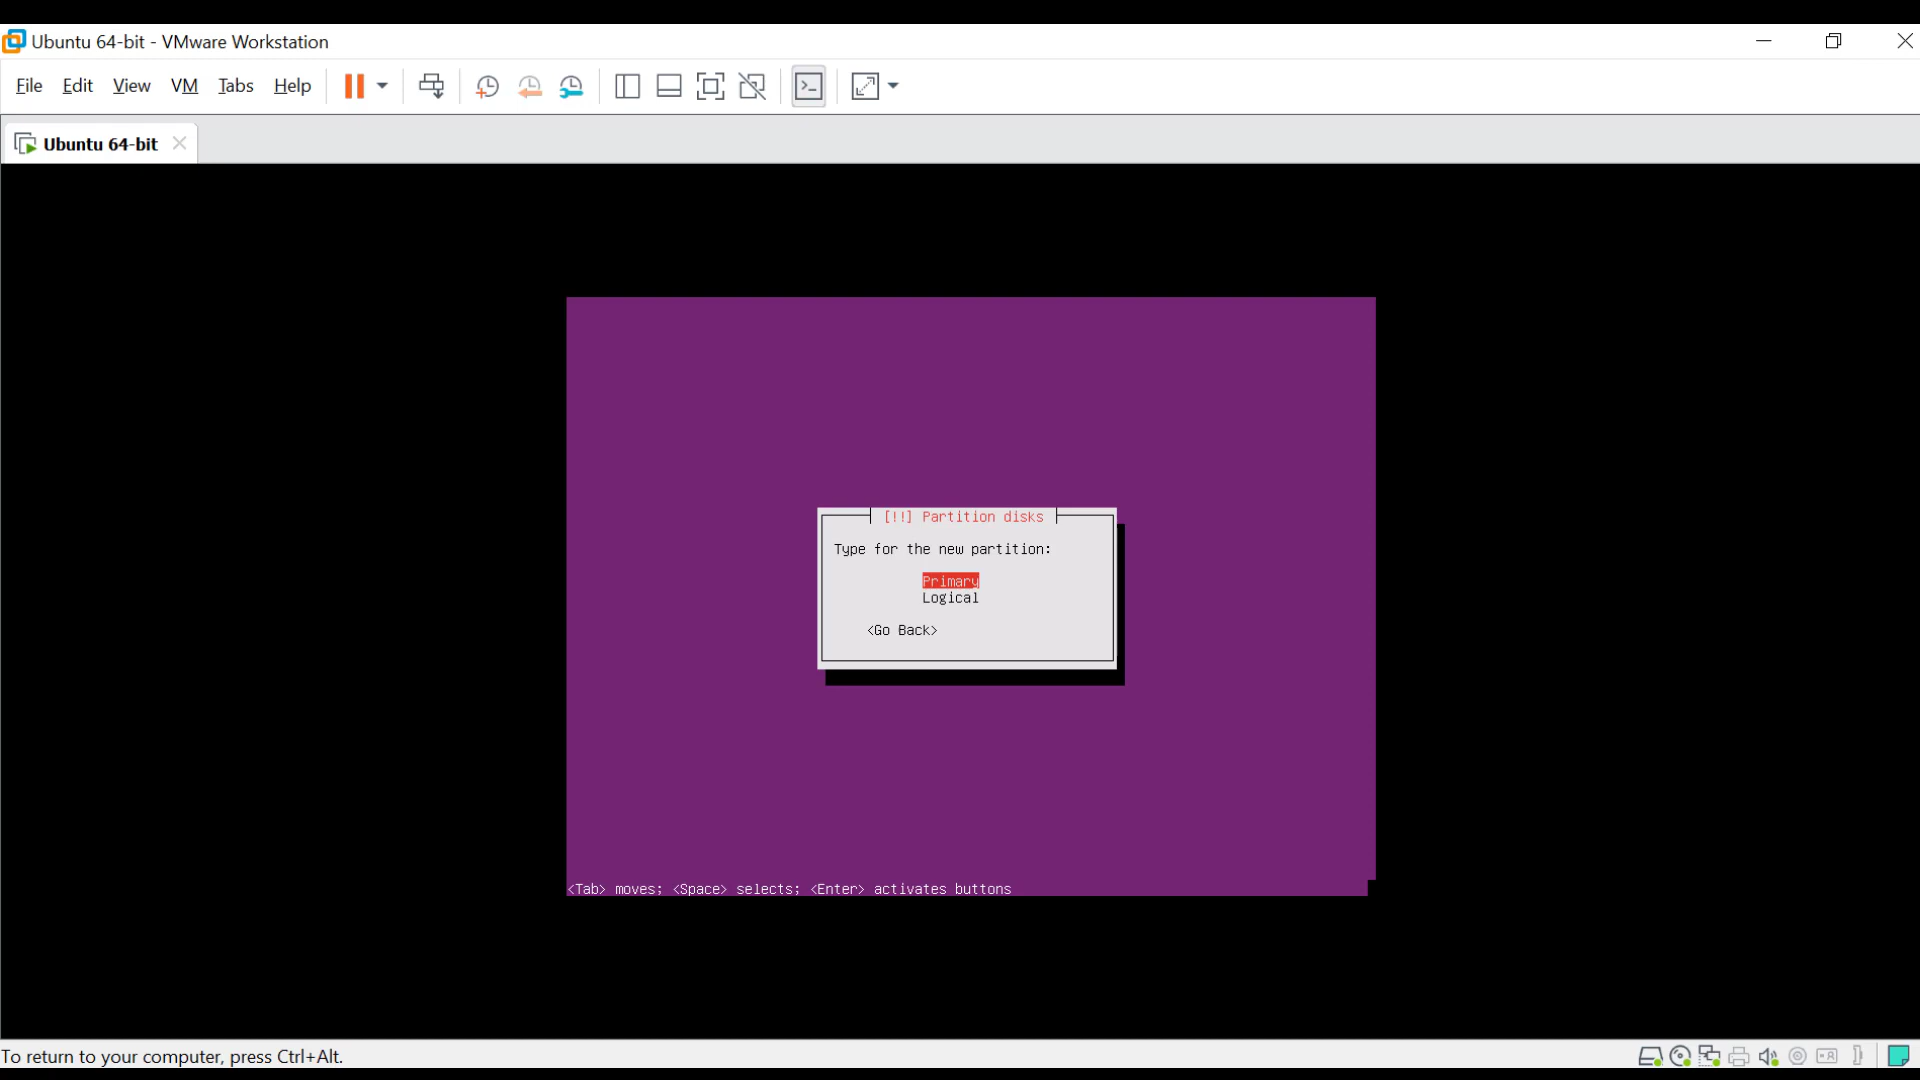 Ubuntu 64-bit - VMware Workstation
File Edit View VM Tabs Help
Ubuntu 64-bit
[!!] Partition disks
Type for the new partition:
Primary
Logical
<Go Back>
<Tab> moves; <Space> selects; <Enter> activates buttons
To return to your computer, press Ctrl+Alt.